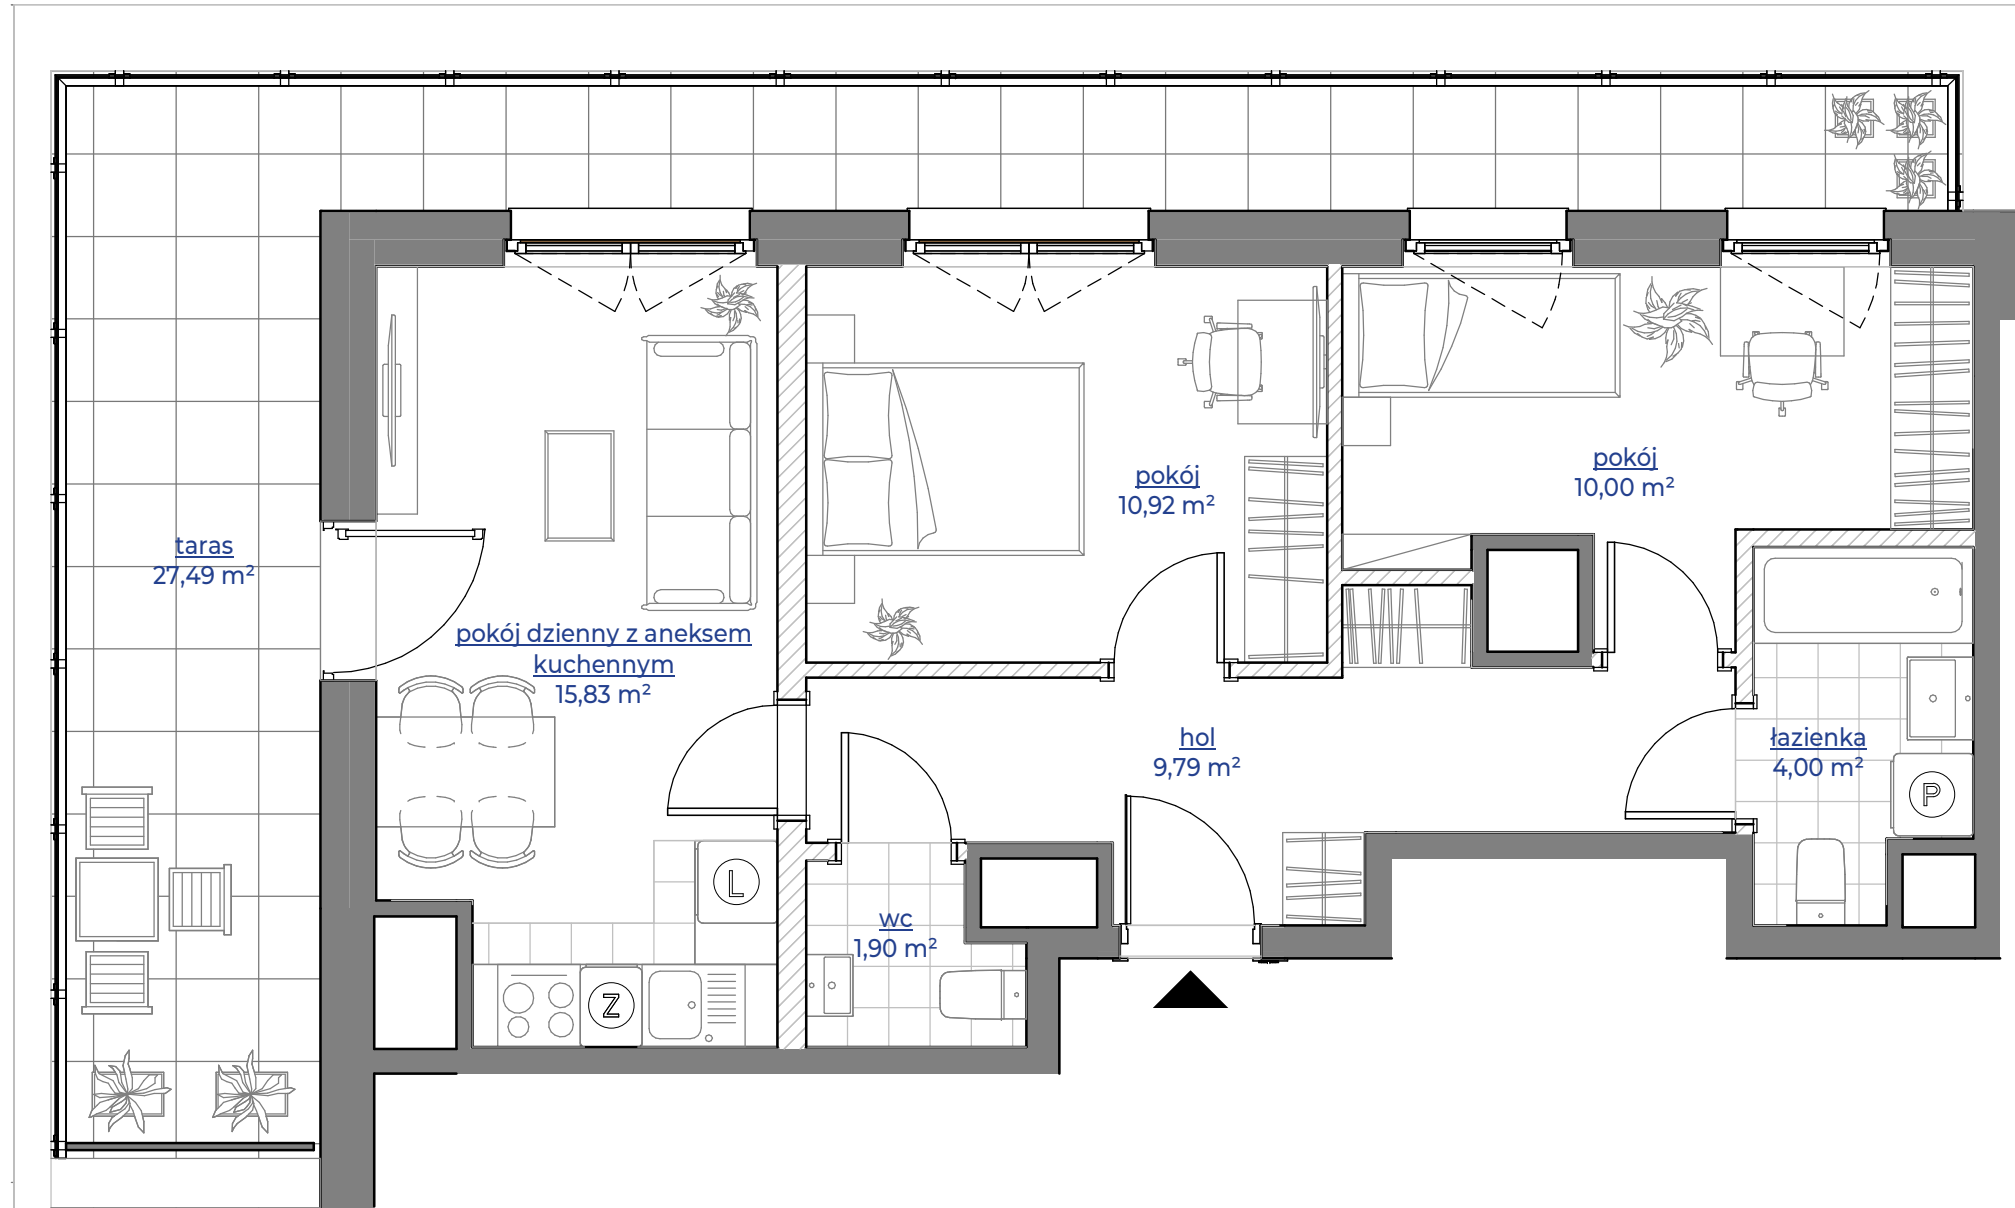 taras
27,49 m²
pokój dzienny z aneksem
kuchennym
15,83 m²
pokój
10,92 m²
pokój
10,00 m²
hol
9,79 m²
łazienka
4,00 m²
wc
1,90 m²
L
Z
P